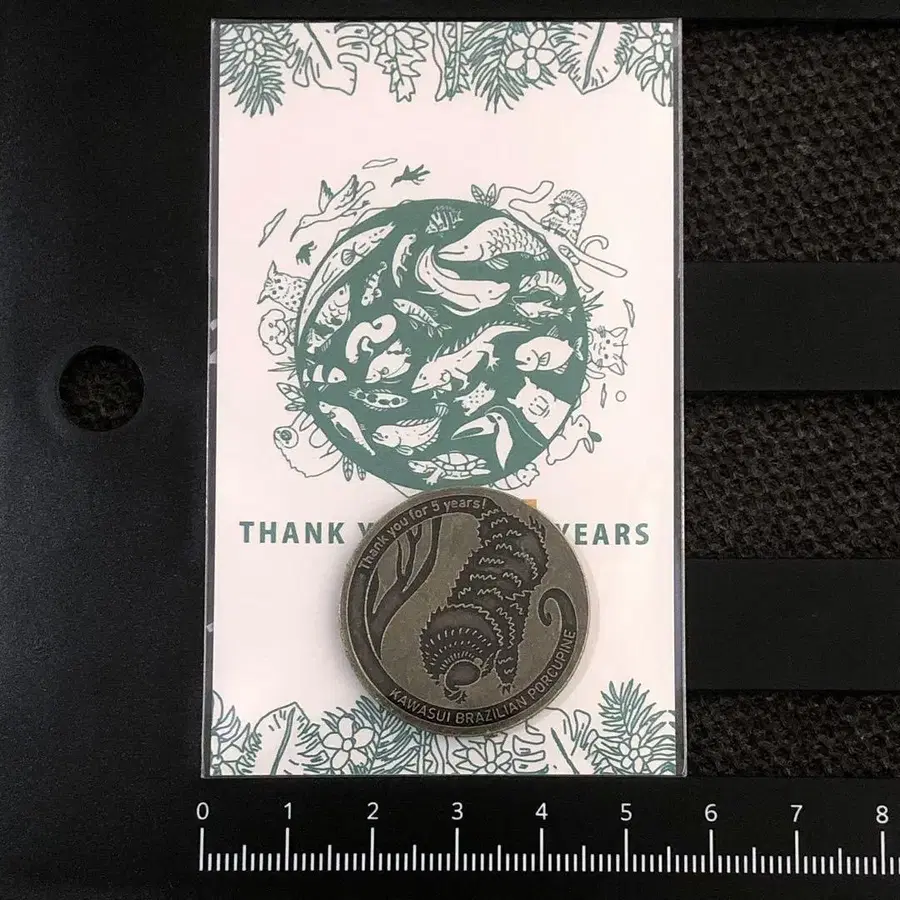 THANK Y
YEARS
Thank you for 5 years!
KAWASUI BRAZILIAN PORCUPINE
0 1 2 3 4 5 6 7 8